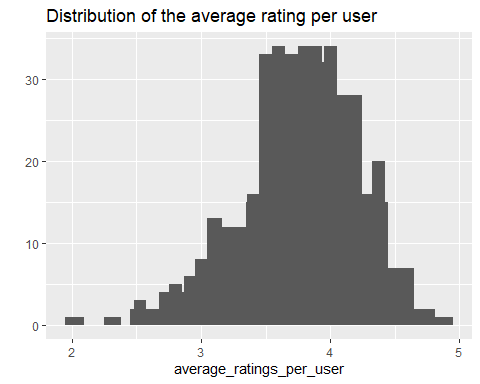 Distribution of the average rating per user
30
20
10
0
2 3 4 5
average_ratings_per_user